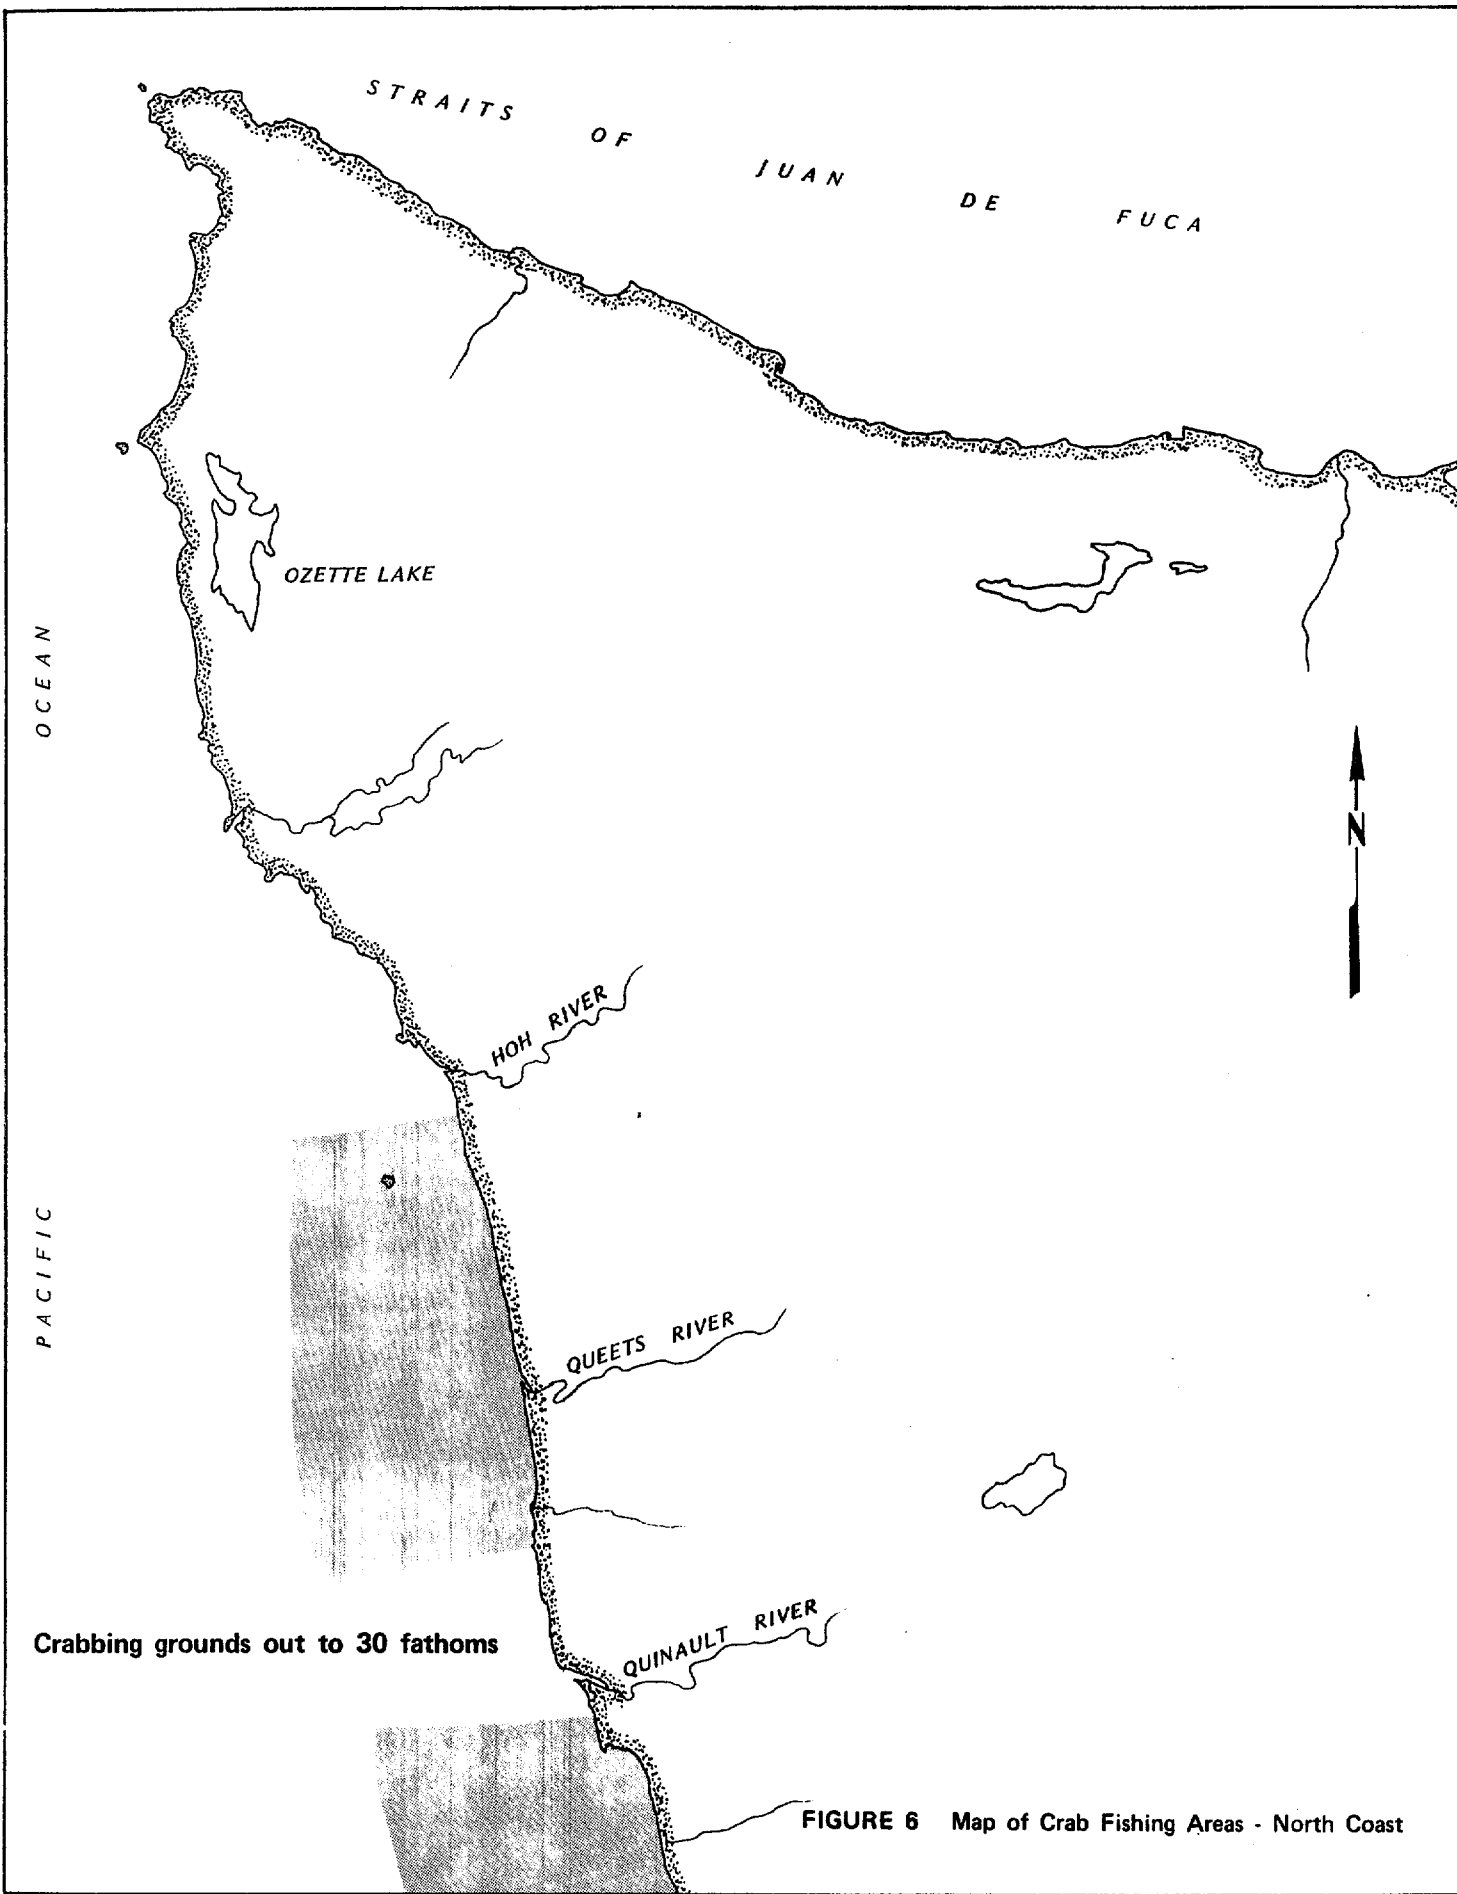 STRAITS OF JUAN DE FUCA
OZETTE LAKE
PACIFIC OCEAN
N
HOH RIVER
QUEETS RIVER
QUINAULT RIVER
Crabbing grounds out to 30 fathoms
FIGURE 6 Map of Crab Fishing Areas - North Coast